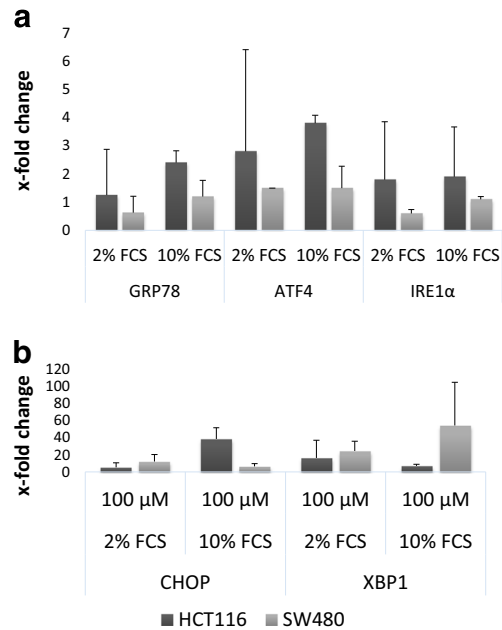 a
x-fold change
7
6
5
4
3
2
1
0
2% FCS 10% FCS 2% FCS 10% FCS 2% FCS 10% FCS
GRP78 ATF4 IRE1α
b
x-fold change
120
100
80
60
40
20
0
100 µM 100 µM 100 µM 100 µM
2% FCS 10% FCS 2% FCS 10% FCS
CHOP XBP1
HCT116 SW480